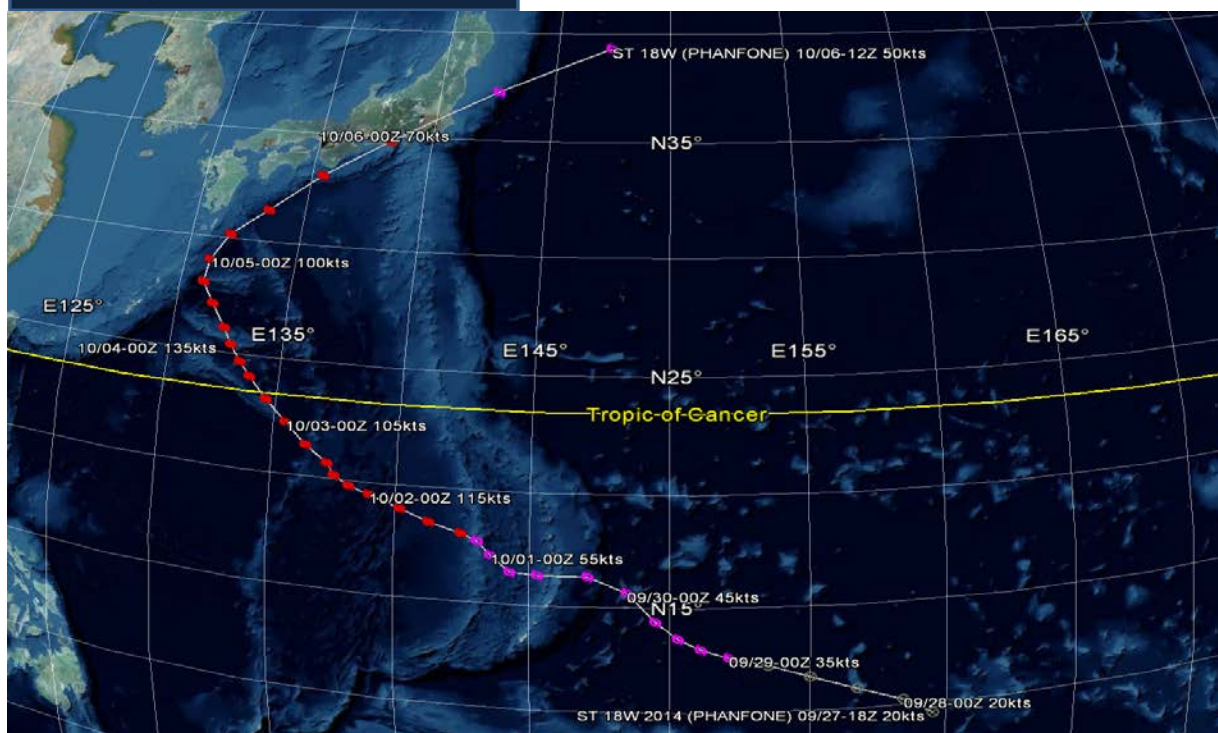 ST 18W (PHANFONE) 10/06-12Z 50kts
10/06-00Z 70kts
N35°
10/05-00Z 100kts
E125°
E135°
E165°
10/04-00Z 135kts
E145°
E155°
N25°
Tropic of Cancer
10/03-00Z 105kts
10/02-00Z 115kts
10/01-00Z 55kts
09/30-00Z 45kts
N15°
09/29-00Z 35kts
09/28-00Z 20kts
ST 18W 2014 (PHANFONE) 09/27-18Z 20kts